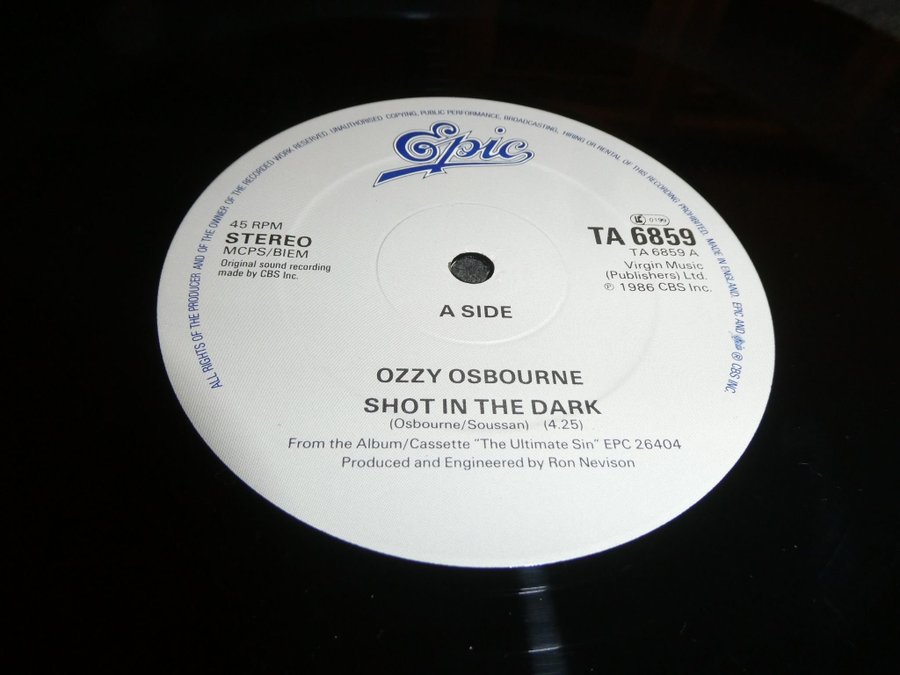 ALL RIGHTS OF THE PRODUCER AND OF THE OWNER OF THE RECORDED WORK RESERVED. UNAUTHORISED COPYING, PUBLIC PERFORMANCE, BROADCASTING, HIRING OR RENTAL OF THIS RECORDING PROHIBITED. MADE IN ENGLAND. EPIC AND Epic ® CBS INC.
Epic
45 RPM
STEREO
MCPS/BIEM
Original sound recording
made by CBS Inc.
LC 0199
TA 6859
TA 6859 A
Virgin Music
(Publishers) Ltd.
℗ 1986 CBS Inc.
A SIDE
OZZY OSBOURNE
SHOT IN THE DARK
(Osbourne/Soussan) (4.25)
From the Album/Cassette "The Ultimate Sin" EPC 26404
Produced and Engineered by Ron Nevison